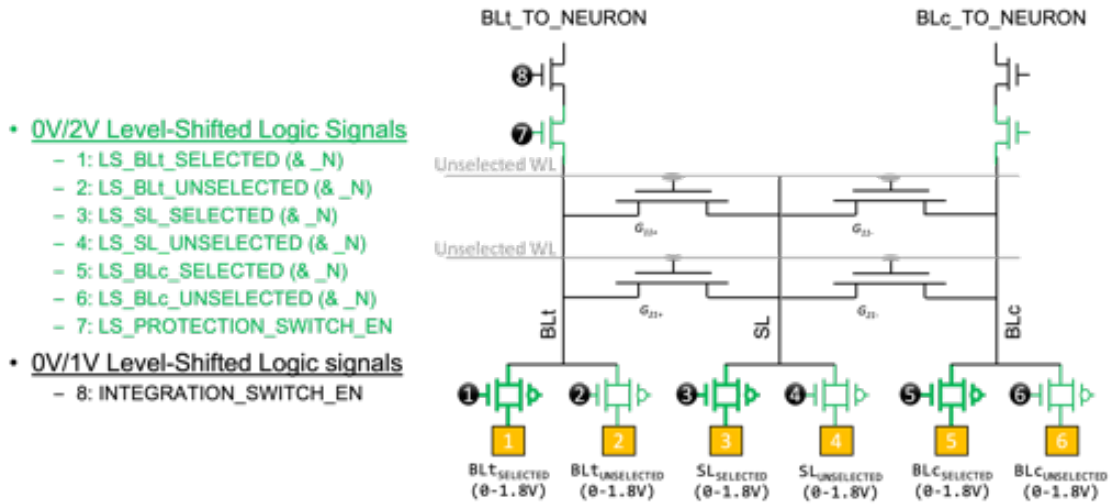 BLt_TO_NEURON
BLc_TO_NEURON
8
7
• 0V/2V Level-Shifted Logic Signals
– 1: LS_BLt_SELECTED (& _N)
– 2: LS_BLt_UNSELECTED (& _N)
– 3: LS_SL_SELECTED (& _N)
– 4: LS_SL_UNSELECTED (& _N)
– 5: LS_BLc_SELECTED (& _N)
– 6: LS_BLc_UNSELECTED (& _N)
– 7: LS_PROTECTION_SWITCH_EN
• 0V/1V Level-Shifted Logic signals
– 8: INTEGRATION_SWITCH_EN
Unselected WL
Unselected WL
BLt
SL
BLc
1 2 3 4 5 6
1 2 3 4 5 6
BLtSELECTED BLtUNSELECTED SLSELECTED SLUNSELECTED BLcSELECTED BLcUNSELECTED
(0-1.8V) (0-1.8V) (0-1.8V) (0-1.8V) (0-1.8V) (0-1.8V)